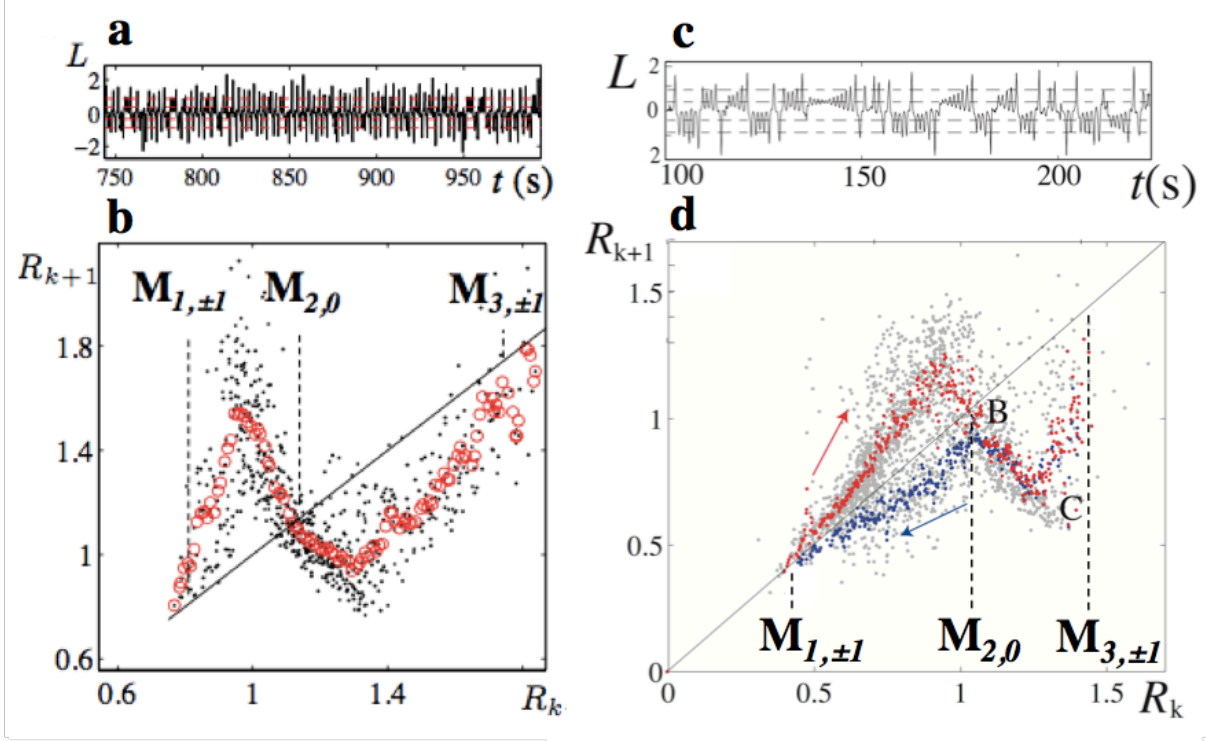 a
L
2
0
−2
750 800 850 900 950 t (s)
b
R_{k+1}
M_{1,±1} M_{2,0} M_{3,±1}
1.8
1.4
1
0.6
0.6 1 1.4 R_k
c
L
2
0
2
100 150 200 t(s)
d
R_{k+1}
1.5
1
0.5
0
B
C
M_{1,±1} M_{2,0} M_{3,±1}
0 0.5 1 1.5 R_k